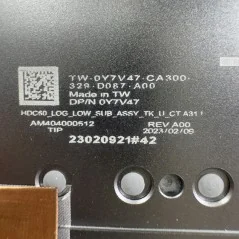 TW-0Y7V47-CA300-
329-D087-A00
Made in TW
DP/N 0Y7V47
HDC60_LOG_LOW_SUB_ASSY_TK_U_CT A31
AM404000512 REV A00
TIP 2023/02/09
23020921#42